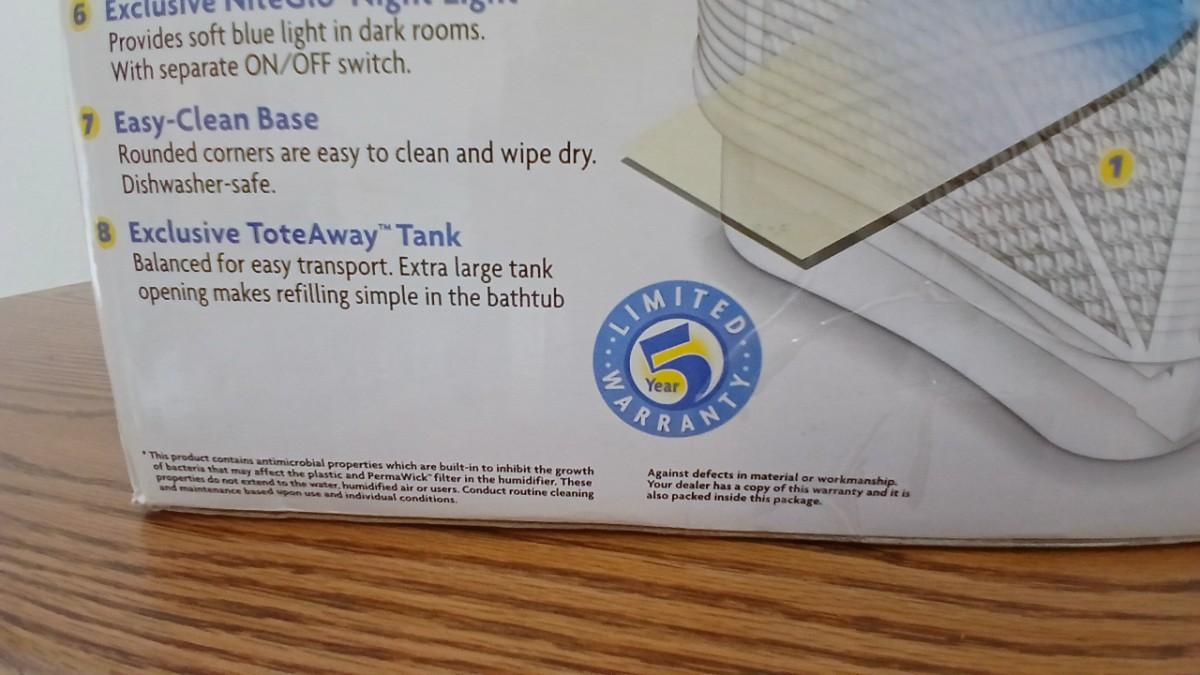 6 Exclusive NiteGlo Night Light
Provides soft blue light in dark rooms.
With separate ON/OFF switch.
7 Easy-Clean Base
Rounded corners are easy to clean and wipe dry.
Dishwasher-safe.
8 Exclusive ToteAway™ Tank
Balanced for easy transport. Extra large tank
opening makes refilling simple in the bathtub
1
LIMITED
5
Year
WARRANTY
* This product contains antimicrobial properties which are built-in to inhibit the growth
of bacteria that may affect the plastic and PermaWick™ filter in the humidifier. These
properties do not extend to the water, humidified air or users. Conduct routine cleaning
and maintenance based upon use and individual conditions.
Against defects in material or workmanship.
Your dealer has a copy of this warranty and it is
also packed inside this package.